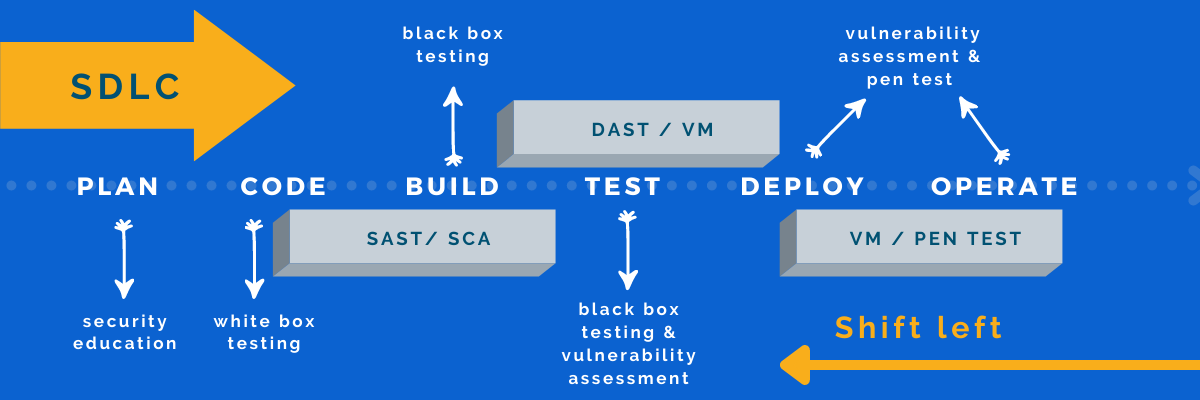 black box
testing
vulnerability
assessment &
pen test
SDLC
DAST / VM
PLAN
CODE
BUILD
TEST
DEPLOY
OPERATE
SAST/ SCA
VM / PEN TEST
security
education
white box
testing
black box
testing &
vulnerability
assessment
Shift left